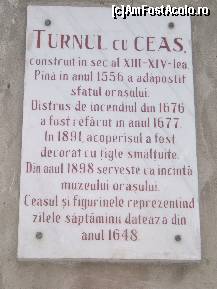 (c)AmFostAcolo.ro
TURNUL CU CEAS,
construit în sec al XIII-XIV-lea.
Pînă în anul 1556 a adăpostit
sfatul orașului.
Distrus de incendiul din 1676
a fost refăcut în anul 1677.
In 1891, acoperișul a fost
decorat cu țigle smălțuite.
Din anul 1898 servește ca incintă
muzeului orașului.
Ceasul și figurinele reprezentînd
zilele săptămînii datează din
anul 1648.